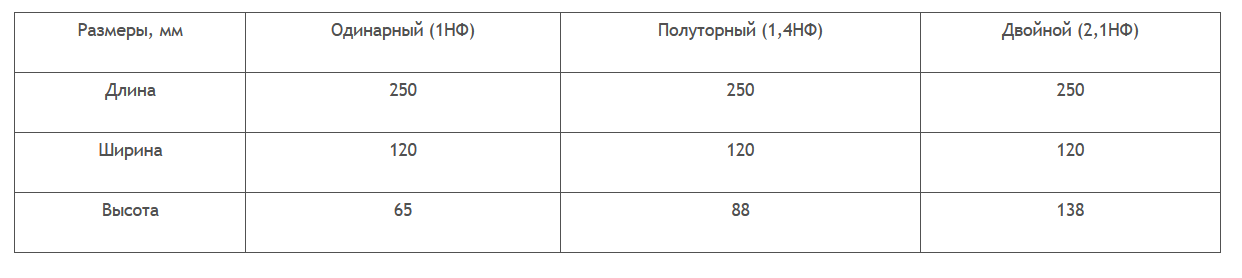 Размеры, мм Одинарный (1НФ) Полуторный (1,4НФ) Двойной (2,1НФ)
Длина 250 250 250
Ширина 120 120 120
Высота 65 88 138